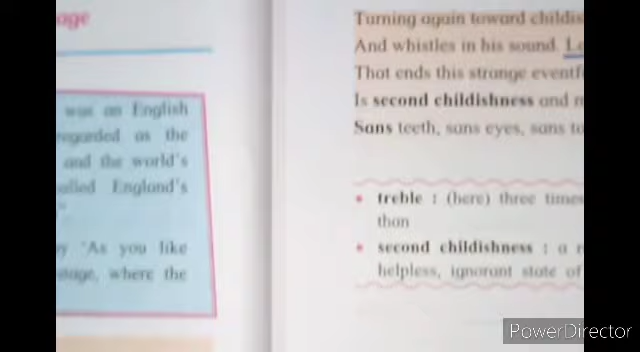 age
was an English
regarded as the
and the world's
called England's
"As you like
stage, where the
Turning again toward childis
And whistles in his sound. L
That ends this strange eventf
Is second childishness and
Sans teeth, sans eyes, sans t
• treble : (here) three times
than
• second childishness : a
helpless, ignorant state of
PowerDirector